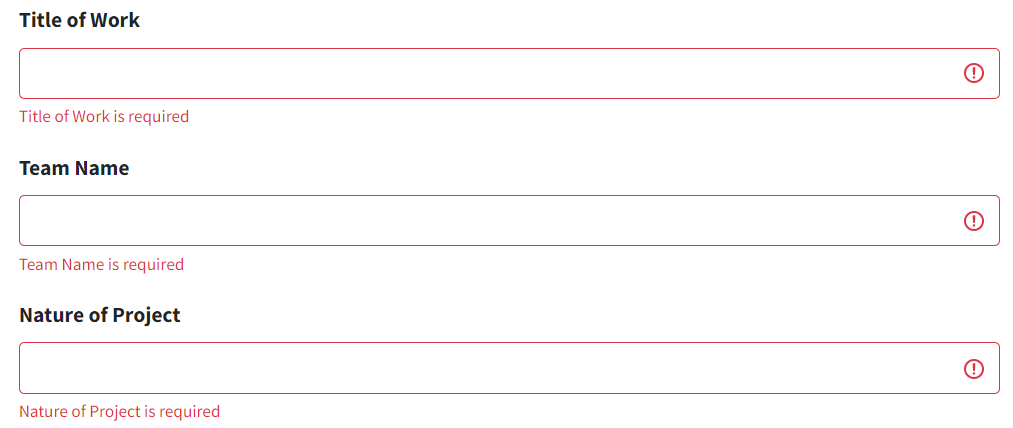 Title of Work
Title of Work is required
Team Name
Team Name is required
Nature of Project
Nature of Project is required